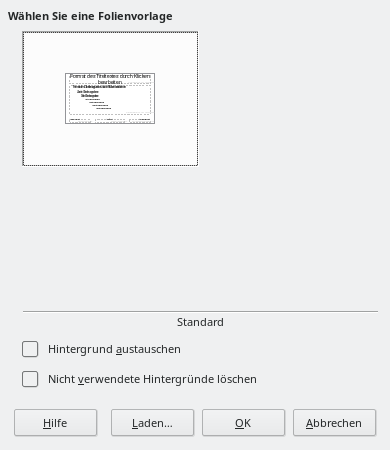 Wählen Sie eine Folienvorlage
Format des Titeltextes durch Klicken
bearbeiten
Standard
Hintergrund austauschen
Nicht verwendete Hintergründe löschen
Hilfe
Laden...
OK
Abbrechen